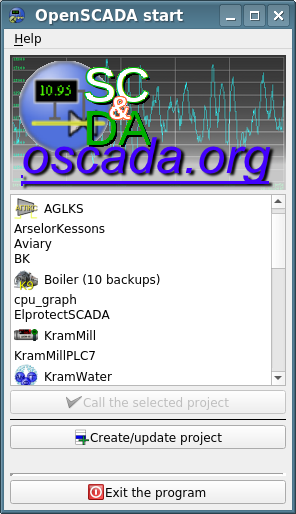 OpenSCADA start
Help
10.95
SC
&
DA
oscada.org
AGLKS
ArselorKessons
Aviary
BK
Boiler (10 backups)
cpu_graph
ElprotectSCADA
KramMill
KramMillPLC7
KramWater
Call the selected project
Create/update project
Exit the program